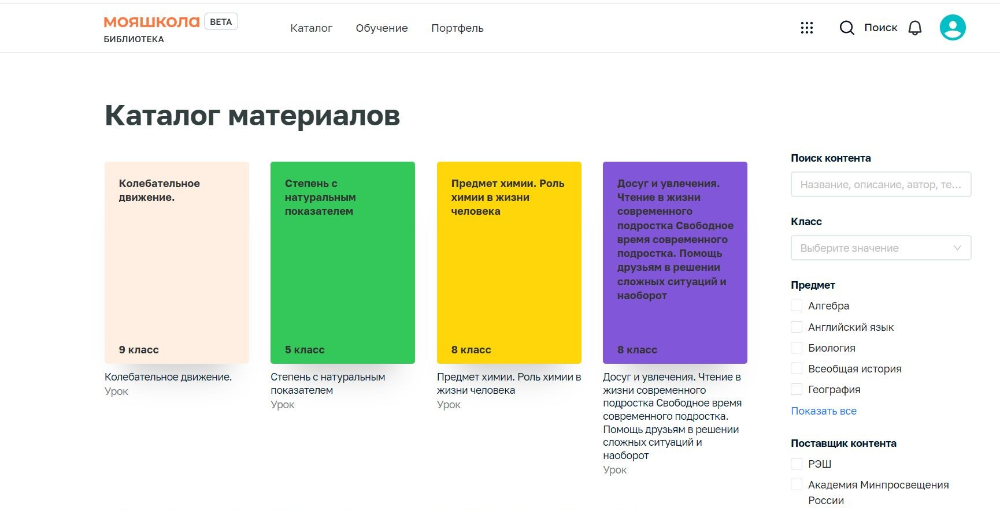 мояшкола
BETA
БИБЛИОТЕКА
Каталог
Обучение
Портфель
Поиск
Каталог материалов
Колебательное
движение.
9 класс
Колебательное движение.
Урок
Степень с
натуральным
показателем
5 класс
Степень с натуральным
показателем
Урок
Предмет химии. Роль
химии в жизни
человека
8 класс
Предмет химии. Роль химии в
жизни человека
Урок
Досуг и увлечения.
Чтение в жизни
современного
подростка Свободное
время современного
подростка. Помощь
друзьям в решении
сложных ситуаций и
наоборот
8 класс
Досуг и увлечения. Чтение в
жизни современного
подростка Свободное время
современного подростка.
Помощь друзьям в решении
сложных ситуаций и
наоборот
Урок
Поиск контента
Название, описание, автор, те...
Класс
Выберите значение
Предмет
Алгебра
Английский язык
Биология
Всеобщая история
География
Показать все
Поставщик контента
РЭШ
Академия Минпросвещения
России